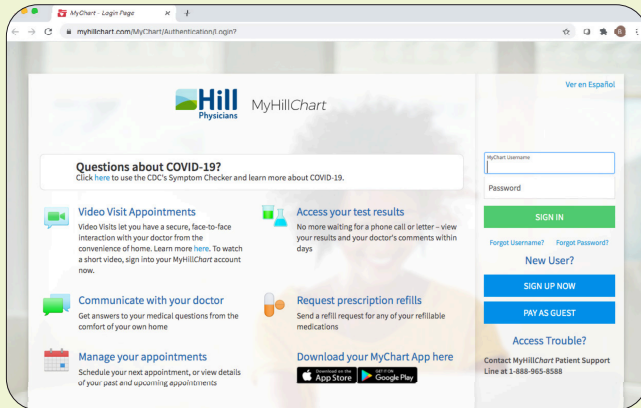 MyChart - Login Page
myhillchart.com/MyChart/Authentication/Login?
B
Ver en Español
Hill
Physicians
MyHillChart
Questions about COVID-19?
Click here to use the CDC's Symptom Checker and learn more about COVID-19.
Video Visit Appointments
Video Visits let you have a secure, face-to-face
interaction with your doctor from the
convenience of home. Learn more here. To watch
a short video, sign into your MyHillChart account
now.
Access your test results
No more waiting for a phone call or letter – view
your results and your doctor's comments within
days
Communicate with your doctor
Get answers to your medical questions from the
comfort of your own home
Request prescription refills
Send a refill request for any of your refillable
medications
Manage your appointments
Schedule your next appointment, or view details
of your past and upcoming appointments
Download your MyChart App here
Download on the
App Store
GET IT ON
Google Play
MyChart Username
Password
SIGN IN
Forgot Username? Forgot Password?
New User?
SIGN UP NOW
PAY AS GUEST
Access Trouble?
Contact MyHillChart Patient Support
Line at 1-888-965-8588